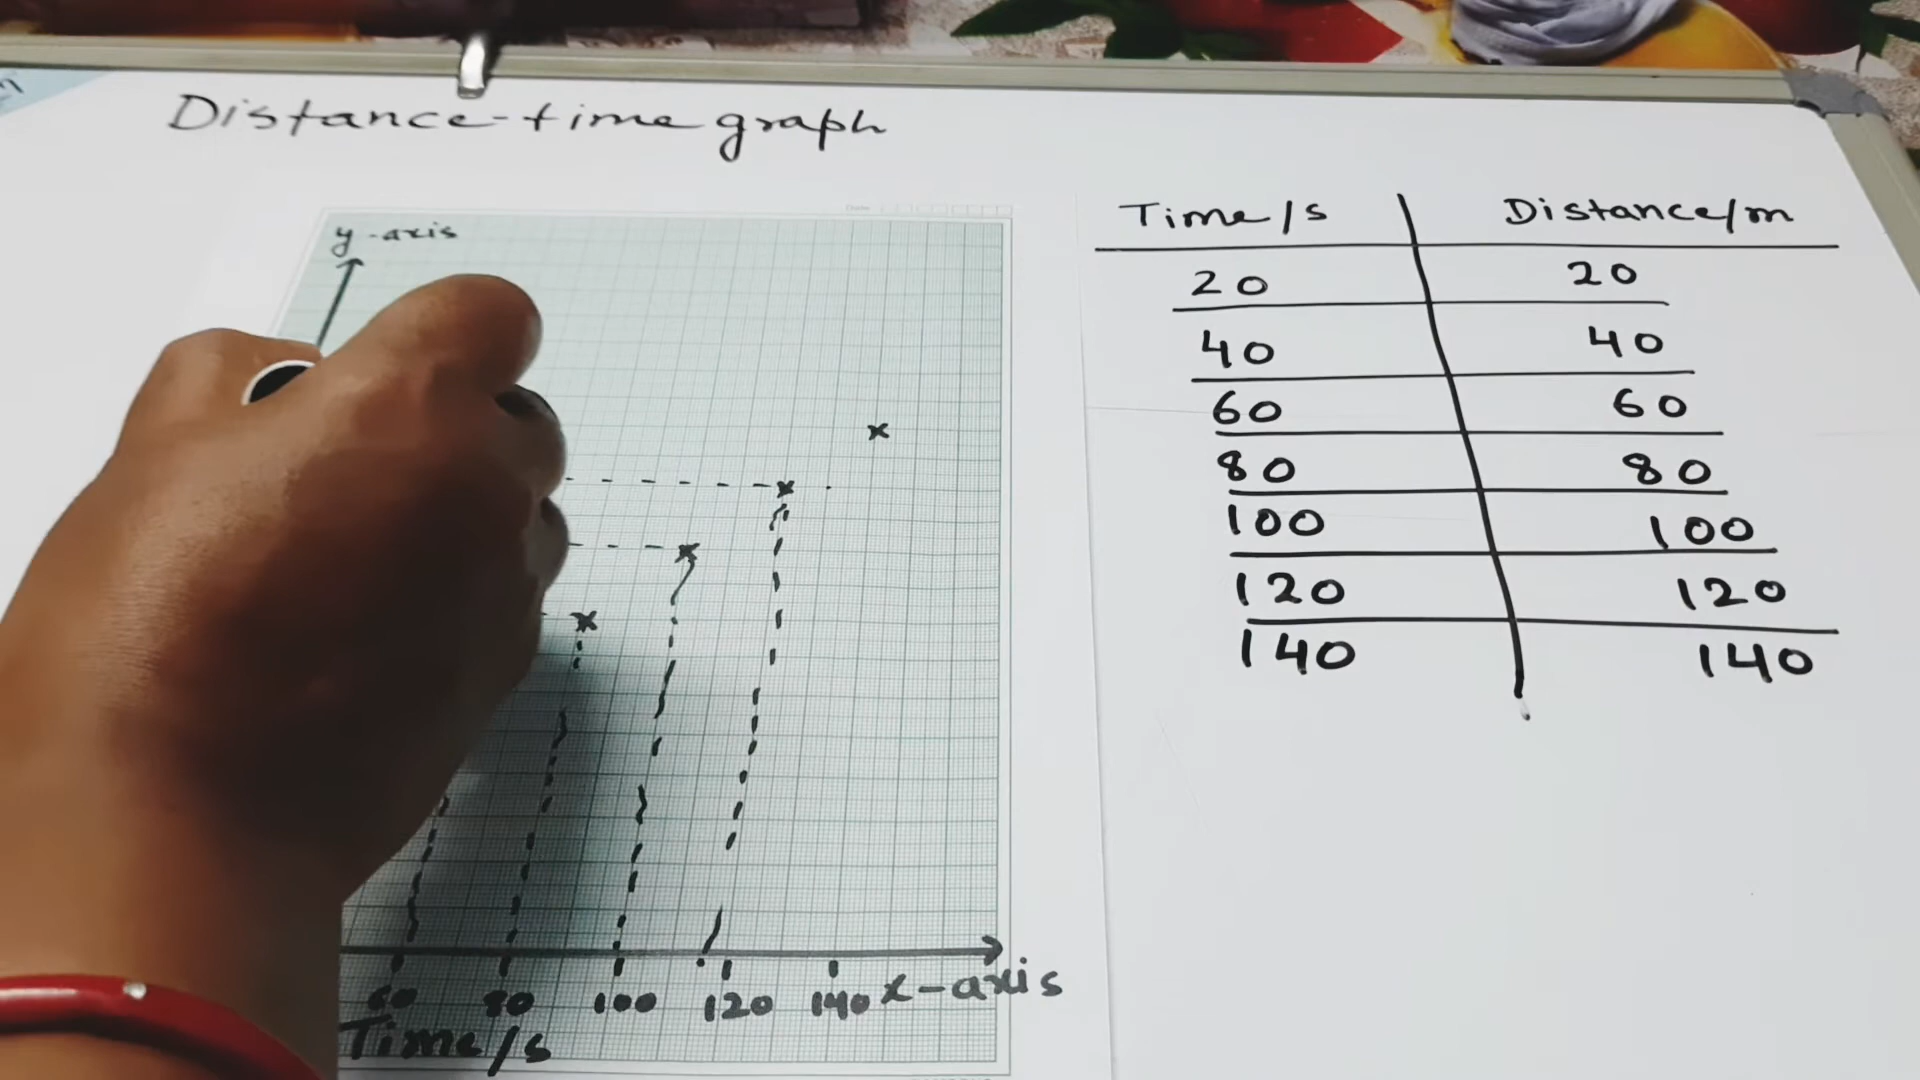 Distance-time graph
y-axis
Time/s Distance/m
20 20
40 40
60 60
80 80
100 100
120 120
140 140
60 80 100 120 140 x-axis
Time/s